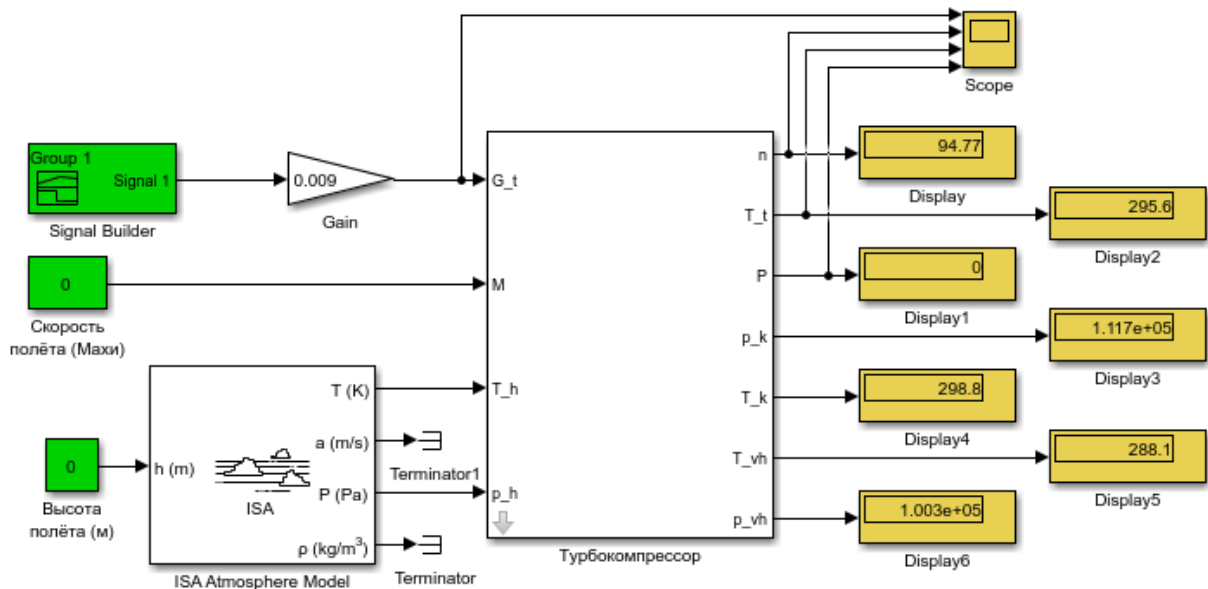 Scope
Group 1
Signal 1
Signal Builder
0.009
Gain
0
Скорость
полёта (Махи)
0
Высота
полёта (м)
h (m)
T (K)
a (m/s)
P (Pa)
ρ (kg/m³)
ISA
ISA Atmosphere Model
Terminator1
Terminator
G_t
M
T_h
p_h
n
T_t
P
p_k
T_k
T_vh
p_vh
Турбокомпрессор
94.77
Display
295.6
Display2
0
Display1
1.117e+05
Display3
298.8
Display4
288.1
Display5
1.003e+05
Display6